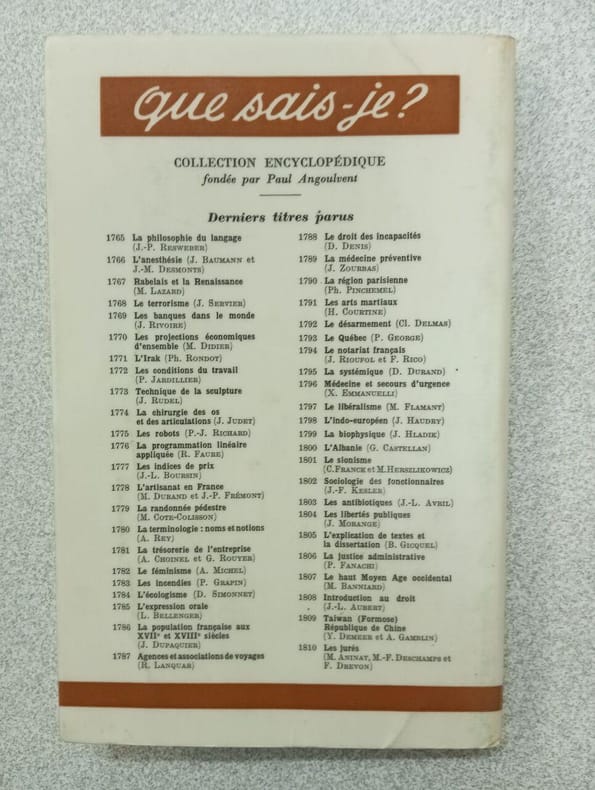 que sais-je?
COLLECTION ENCYCLOPÉDIQUE
fondée par Paul Angoulvent
Derniers titres parus
1765 La philosophie du langage
(J.-P. RESWEBER)
1766 L'anesthésie (J. BAUMANN et
J.-M. DESMONTS)
1767 Rabelais et la Renaissance
(M. LAZARD)
1768 Le terrorisme (J. SERVIER)
1769 Les banques dans le monde
(J. RIVOIRE)
1770 Les projections économiques
d'ensemble (M. DIDIER)
1771 L'Irak (Ph. RONDOT)
1772 Les conditions du travail
(P. JARDILLIER)
1773 Technique de la sculpture
(J. RUDEL)
1774 La chirurgie des os
et des articulations (J. JUDET)
1775 Les robots (P.-J. RICHARD)
1776 La programmation linéaire
appliquée (R. FAURE)
1777 Les indices de prix
(J.-L. BOURSIN)
1778 L'artisanat en France
(M. DURAND et J.-P. FRÉMONT)
1779 La randonnée pédestre
(M. COTE-COLISSON)
1780 La terminologie : noms et notions
(A. REY)
1781 La trésorerie de l'entreprise
(A. CHOINEL et G. ROUYER)
1782 Le féminisme (A. MICHEL)
1783 Les incendies (P. GRAPIN)
1784 L'écologisme (D. SIMONNET)
1785 L'expression orale
(L. BELLENGER)
1786 La population française aux
XVIIe et XVIIIe siècles
(J. DUPAQUIER)
1787 Agences et associations de voyages
(R. LANQUAR)
1788 Le droit des incapacités
(D. DENIS)
1789 La médecine préventive
(J. ZOURBAS)
1790 La région parisienne
(Ph. PINCHEMEL)
1791 Les arts martiaux
(H. COURTINE)
1792 Le désarmement (Cl. DELMAS)
1793 Le Québec (P. GEORGE)
1794 Le notariat français
(J. RIOUFOL et F. RICO)
1795 La systémique (D. DURAND)
1796 Médecine et secours d'urgence
(X. EMMANUELLI)
1797 Le libéralisme (M. FLAMANT)
1798 L'indo-européen (J. HAUDRY)
1799 La biophysique (J. HLADIK)
1800 L'Albanie (G. CASTELLAN)
1801 Le sionisme
(C. FRANCK et M. HERSZLIKOWICZ)
1802 Sociologie des fonctionnaires
(J.-F. KESLER)
1803 Les antibiotiques (J.-L. AVRIL)
1804 Les libertés publiques
(J. MORANGE)
1805 L'explication de textes et
la dissertation (B. GICQUEL)
1806 La justice administrative
(P. FANACHI)
1807 Le haut Moyen Age occidental
(M. BANNIARD)
1808 Introduction au droit
(J.-L. AUBERT)
1809 Taiwan (Formose)
République de Chine
(Y. DEMEER et A. GAMBLIN)
1810 Les jurés
(M. ANINAT, M.-F. DESCHAMPS et
F. DREVON)